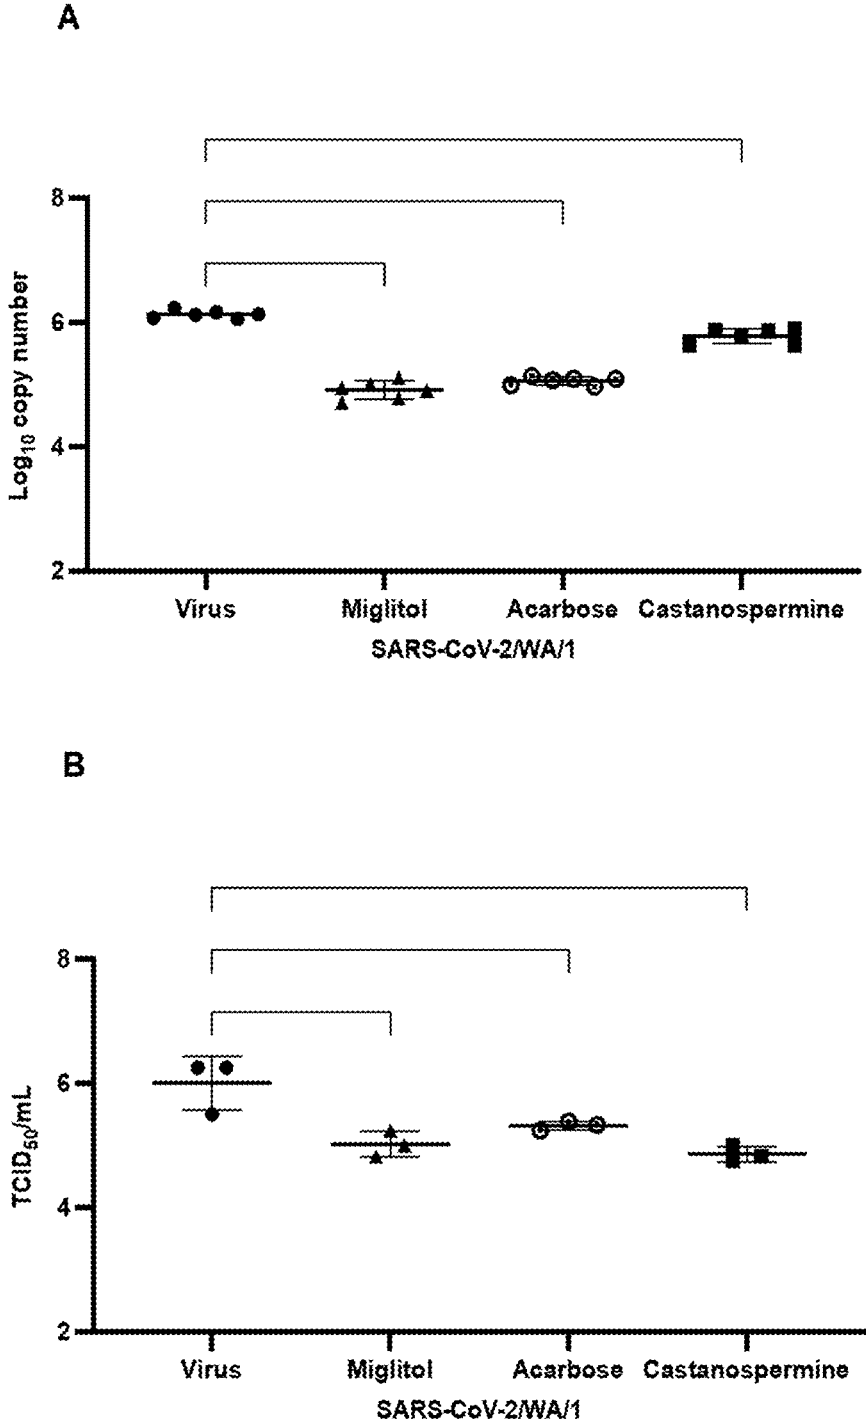 A
8
6
4
2
Log10 copy number
Virus Miglitol Acarbose Castanospermine
SARS-CoV-2/WA/1
B
8
6
4
2
TCID50/mL
Virus Miglitol Acarbose Castanospermine
SARS-CoV-2/WA/1